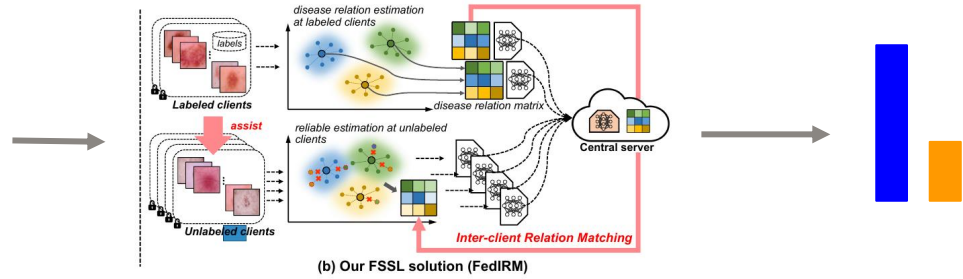 disease relation estimation
at labeled clients
labels
disease relation matrix
Labeled clients
assist
reliable estimation at unlabeled
clients
Central server
Unlabeled clients
Inter-client Relation Matching
(b) Our FSSL solution (FedIRM)